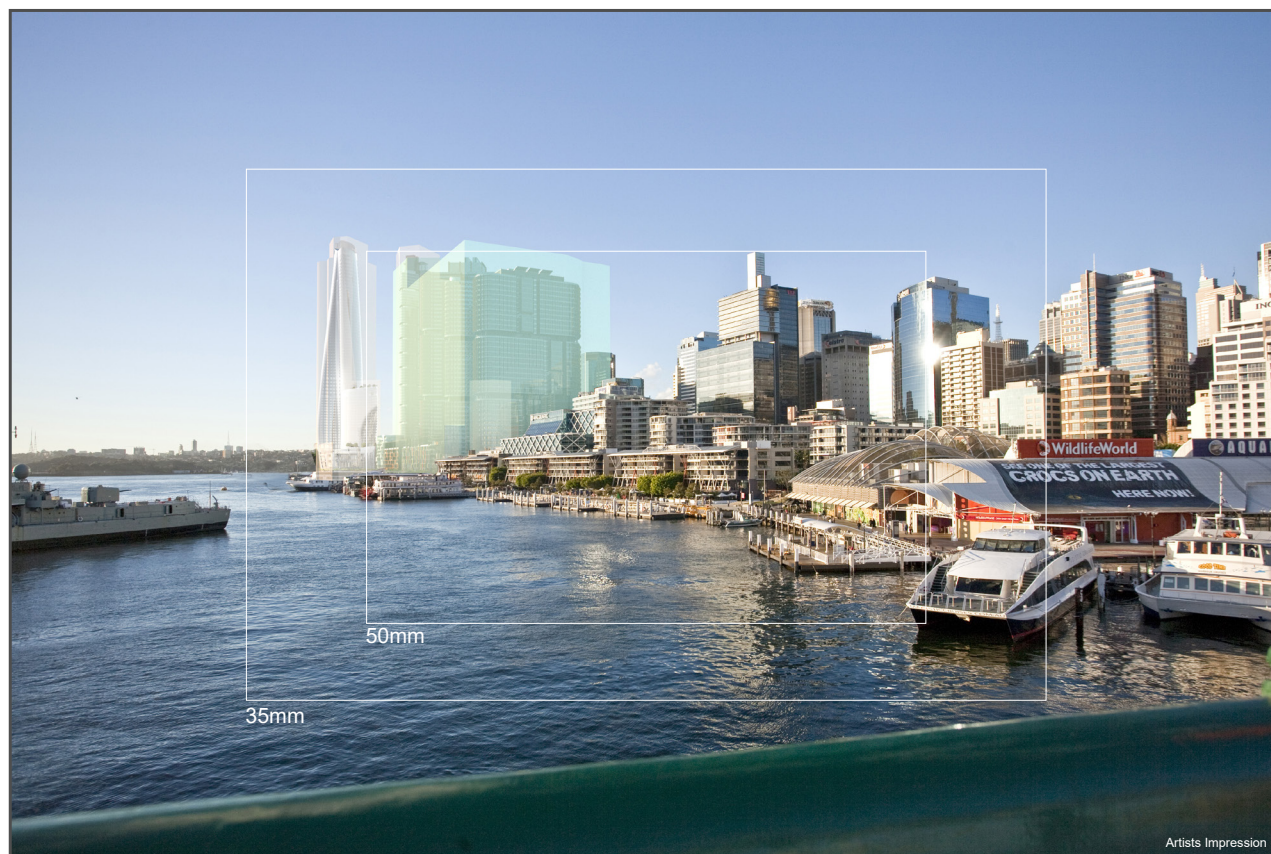 WildlifeWorld
AQUA
CROCS ON EARTH
HERE NOW!
50mm
35mm
Artists Impression